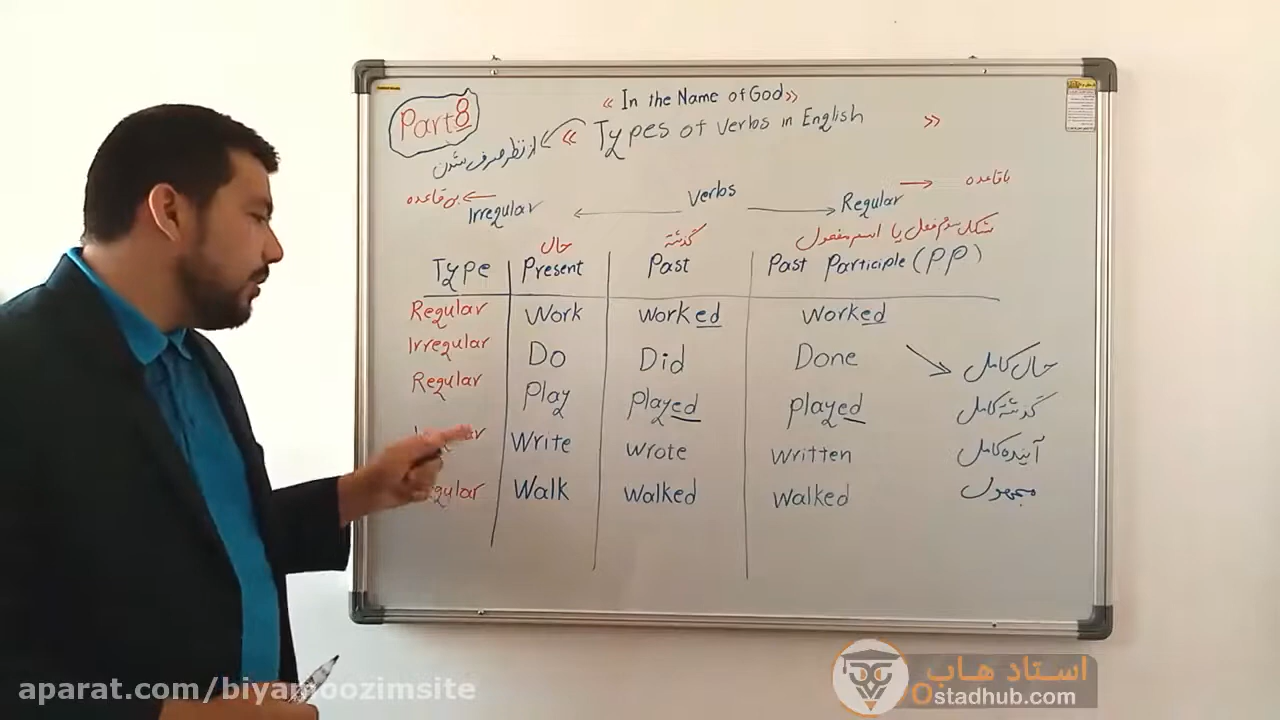 « In the Name of God»
Part 8
« Types of verbs in English »
از نظر صرف شدن
Verbs
بی قاعده ← Irregular
Regular → با قاعده
حال
گذشته
شکل سوم فعل یا اسم مفعول
Type Present Past Past Participle (PP)
Regular Work worked worked
Irregular Do Did Done
حال کامل
Regular Play played played
گذشته کامل
Write wrote written
آینده کامل
Regular Walk walked walked
مجهول
aparat.com/biyamoozimsite
استاد هاب
Ostadhub.com